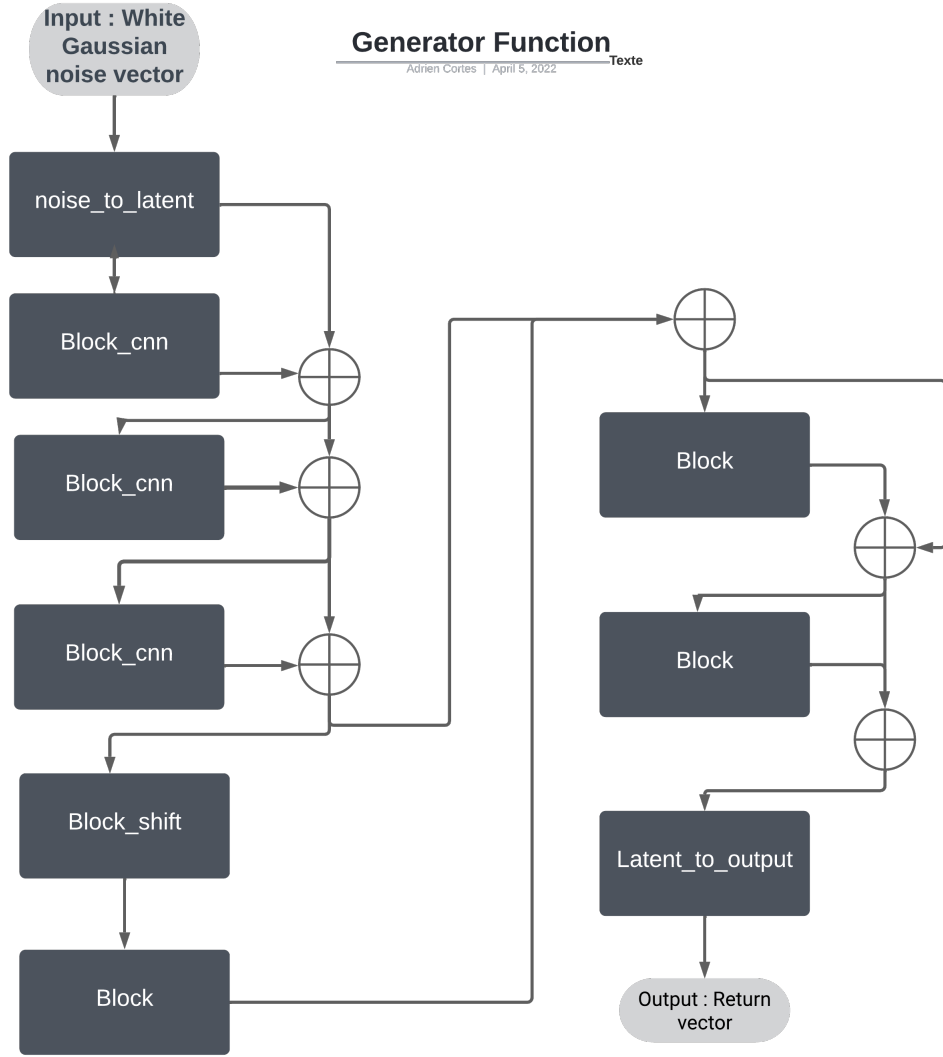 Input : White
Gaussian
noise vector
Generator Function
Texte
Adrien Cortes | April 5, 2022
noise_to_latent
Block_cnn
Block_cnn
Block_cnn
Block_shift
Block
Block
Block
Latent_to_output
Output : Return
vector